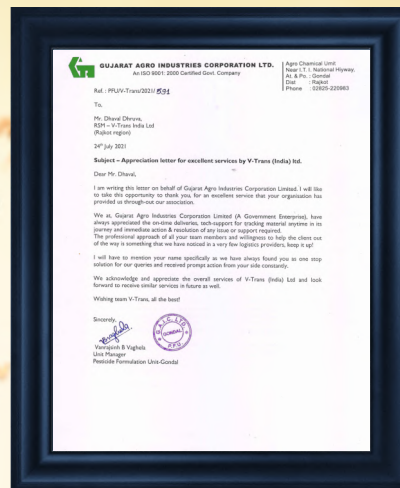 GUJARAT AGRO INDUSTRIES CORPORATION LTD.
An ISO 9001: 2000 Certified Govt. Company
Agro Chamical Unit
Near I.T. I. National Hiyway,
At. & Po. : Gondal
Dist : Rajkot
Phone : 02825-220983
Ref. : PFU/V-Trans/2021/ 591
To,
Mr. Dhaval Dhruva,
RSM – V-Trans India Ltd
(Rajkot region)
24th July 2021
Subject – Appreciation letter for excellent services by V-Trans (India) ltd.
Dear Mr. Dhaval,
I am writing this letter on behalf of Gujarat Agro Industries Corporation Limited. I will like
to take this opportunity to thank you, for an excellent service that your organisation has
provided us through-out our association.
We at, Gujarat Agro Industries Corporation Limited (A Government Enterprise), have
always appreciated the on-time deliveries, tech-support for tracking material anytime in its
journey and immediate action & resolution of any issue or support required.
The professional approach of all your team members and willingness to help the client out
of the way is something that we have noticed in a very few logistics providers, keep it up!
I will have to mention your name specifically as we have always found you as one stop
solution for our queries and received prompt action from your side constantly.
We acknowledge and appreciate the overall services of V-Trans (India) Ltd and look
forward to receive similar services in future as well.
Wishing team V-Trans, all the best!
Sincerely,
G.A.I.C. LTD.
GONDAL
P.F.U.
Vanrajsinh B Vaghela
Unit Manager
Pesticide Formulation Unit-Gondal